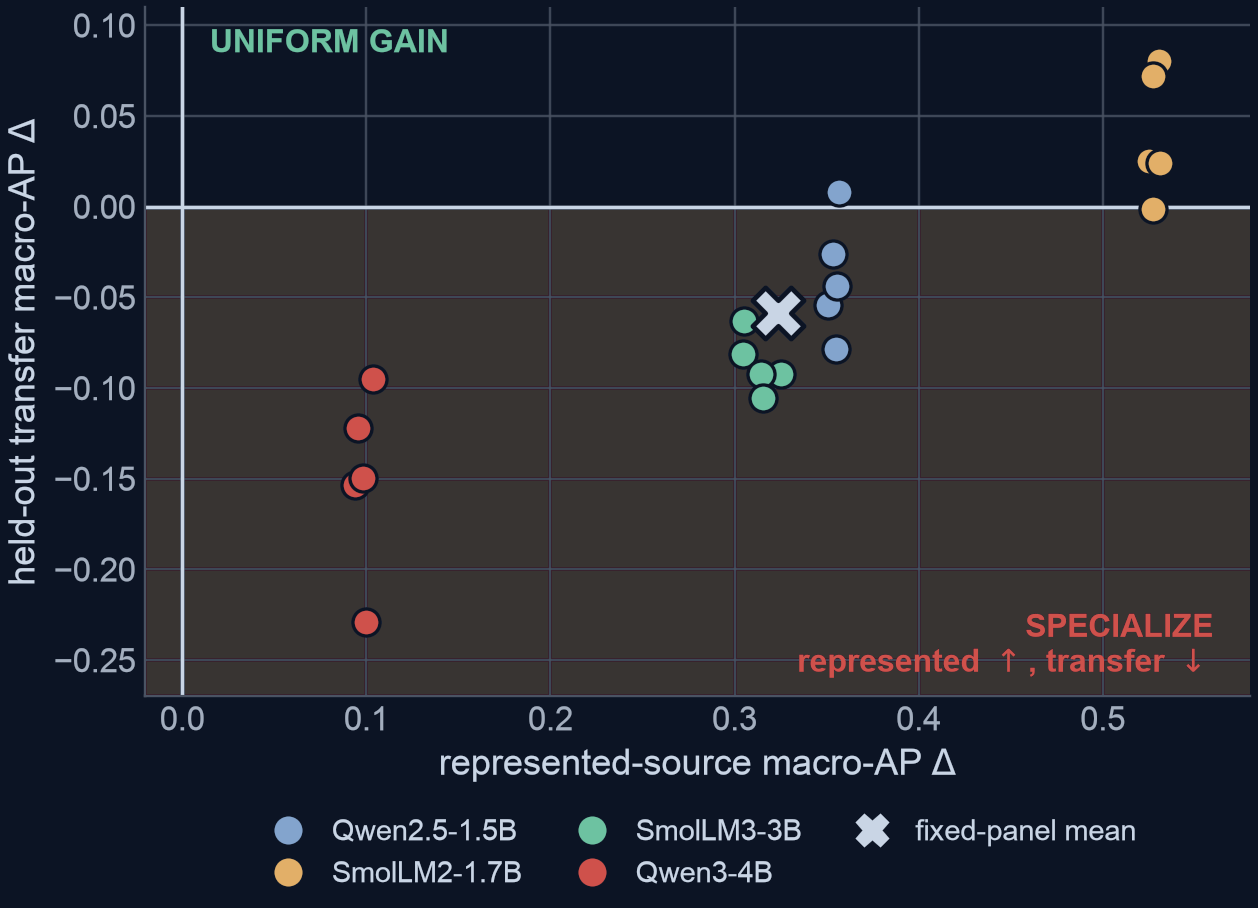 0.10
UNIFORM GAIN
0.05
0.00
−0.05
−0.10
−0.15
−0.20
−0.25
held-out transfer macro-AP Δ
SPECIALIZE
represented ↑ , transfer ↓
0.0 0.1 0.2 0.3 0.4 0.5
represented-source macro-AP Δ
Qwen2.5-1.5B SmolLM3-3B fixed-panel mean
SmolLM2-1.7B Qwen3-4B